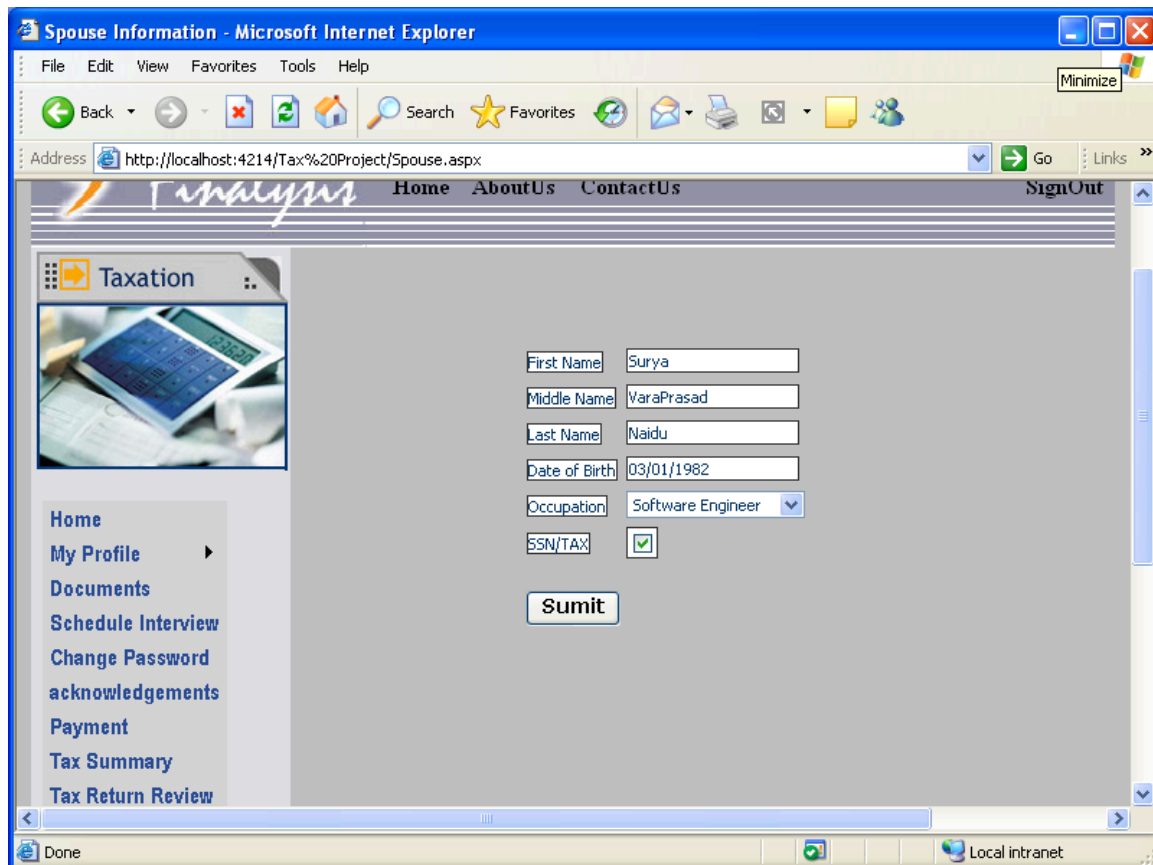 Spouse Information - Microsoft Internet Explorer
File Edit View Favorites Tools Help
Minimize
Back Search Favorites
Address http://localhost:4214/Tax%20Project/Spouse.aspx Go Links »
Finalysis Home AboutUs ContactUs SignOut
Taxation
123620
First Name Surya
Middle Name VaraPrasad
Last Name Naidu
Date of Birth 03/01/1982
Occupation Software Engineer
SSN/TAX
Sumit
Home
My Profile
Documents
Schedule Interview
Change Password
acknowledgements
Payment
Tax Summary
Tax Return Review
Done Local intranet